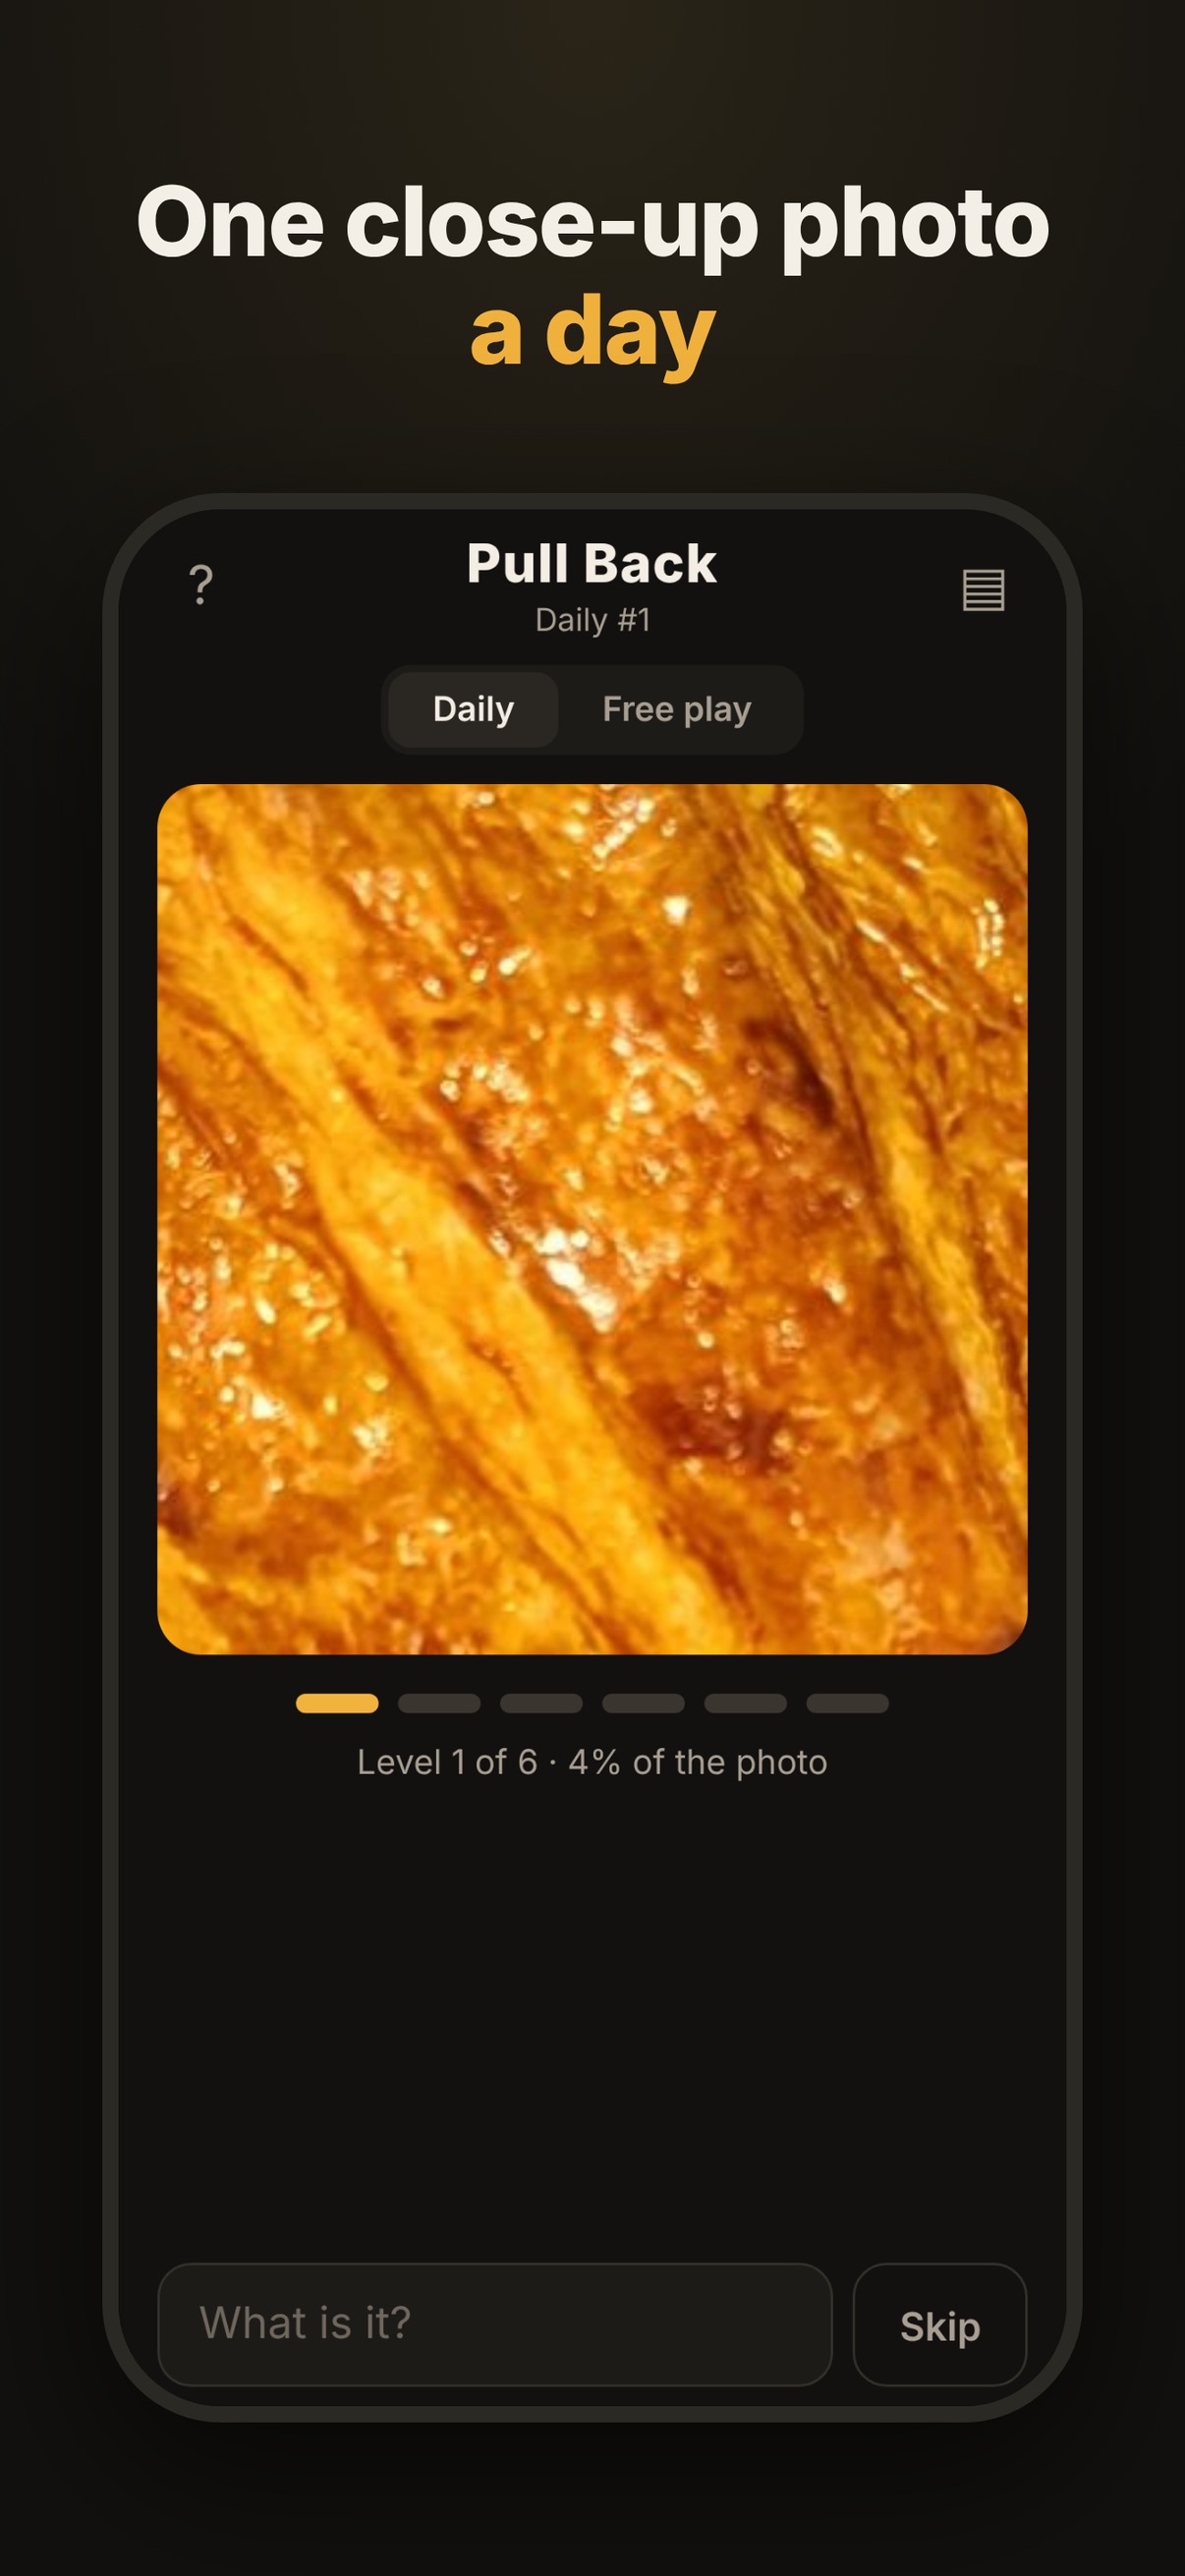 One close-up photo
a day
?
Pull Back
Daily #1
Daily
Free play
Level 1 of 6 · 4% of the photo
What is it?
Skip